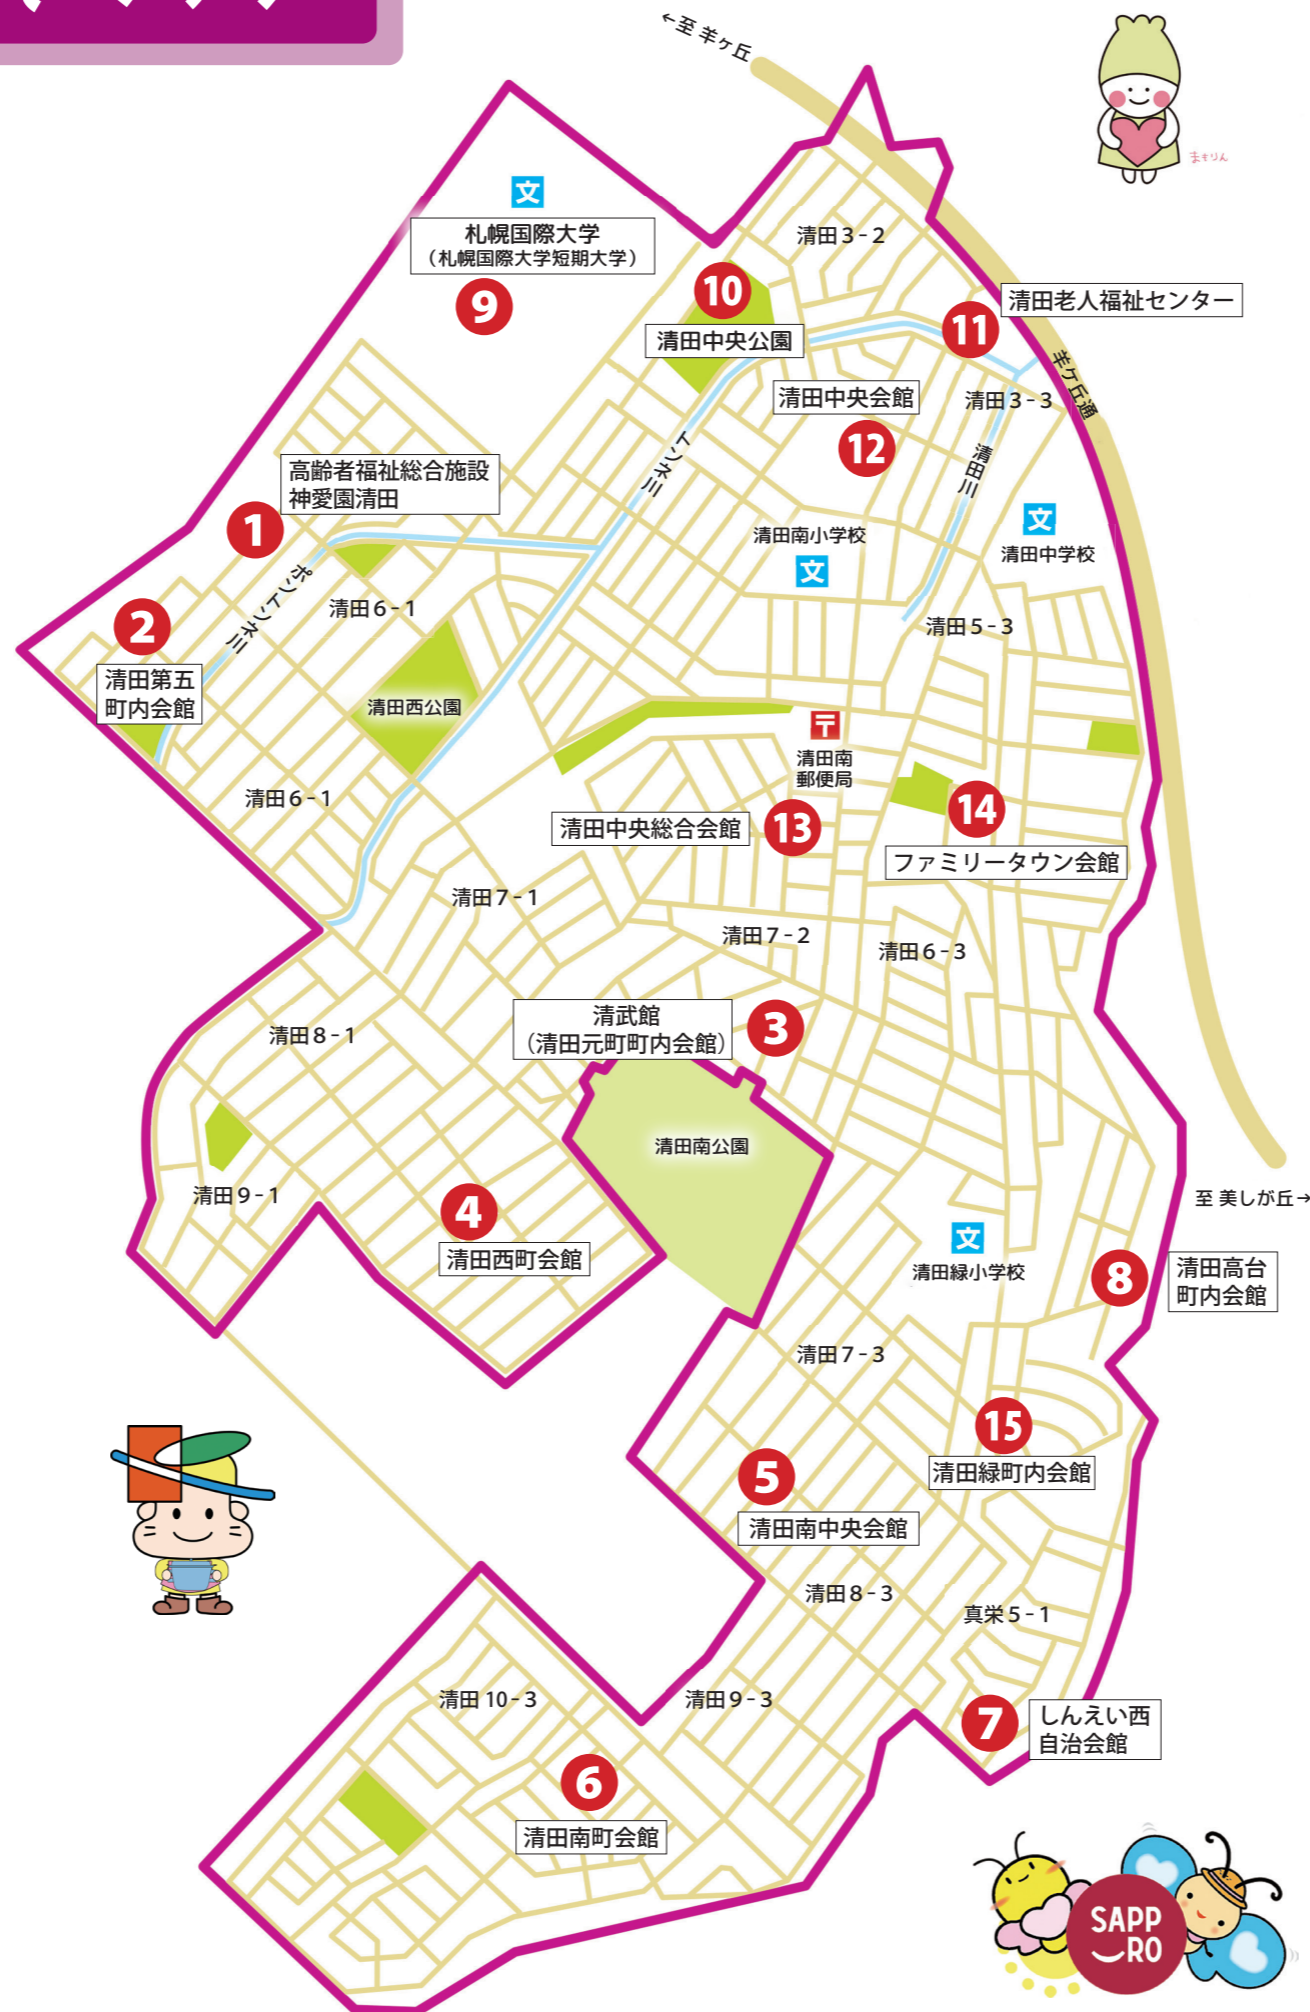 ←至 羊ヶ丘
まもりん
札幌国際大学
（札幌国際大学短期大学）
文
9
清田3-2
10
清田中央公園
11
清田老人福祉センター
羊ケ丘通
清田中央会館
12
清田3-3
トンネ川
清田川
高齢者福祉総合施設
神愛園清田
1
清田南小学校
文
文
清田中学校
ポントンネ川
清田6-1
2
清田第五
町内会館
清田5-3
清田西公園
〒
清田南
郵便局
清田6-1
清田中央総合会館
13
14
ファミリータウン会館
清田7-1
清田7-2
清田6-3
清武館
（清田元町町内会館）
3
清田8-1
清田南公園
清田9-1
4
清田西町会館
至 美しが丘→
文
清田緑小学校
8
清田高台
町内会館
清田7-3
15
清田緑町内会館
5
清田南中央会館
清田8-3
真栄5-1
清田10-3
清田9-3
7
しんえい西
自治会館
6
清田南町会館
SAPP
RO